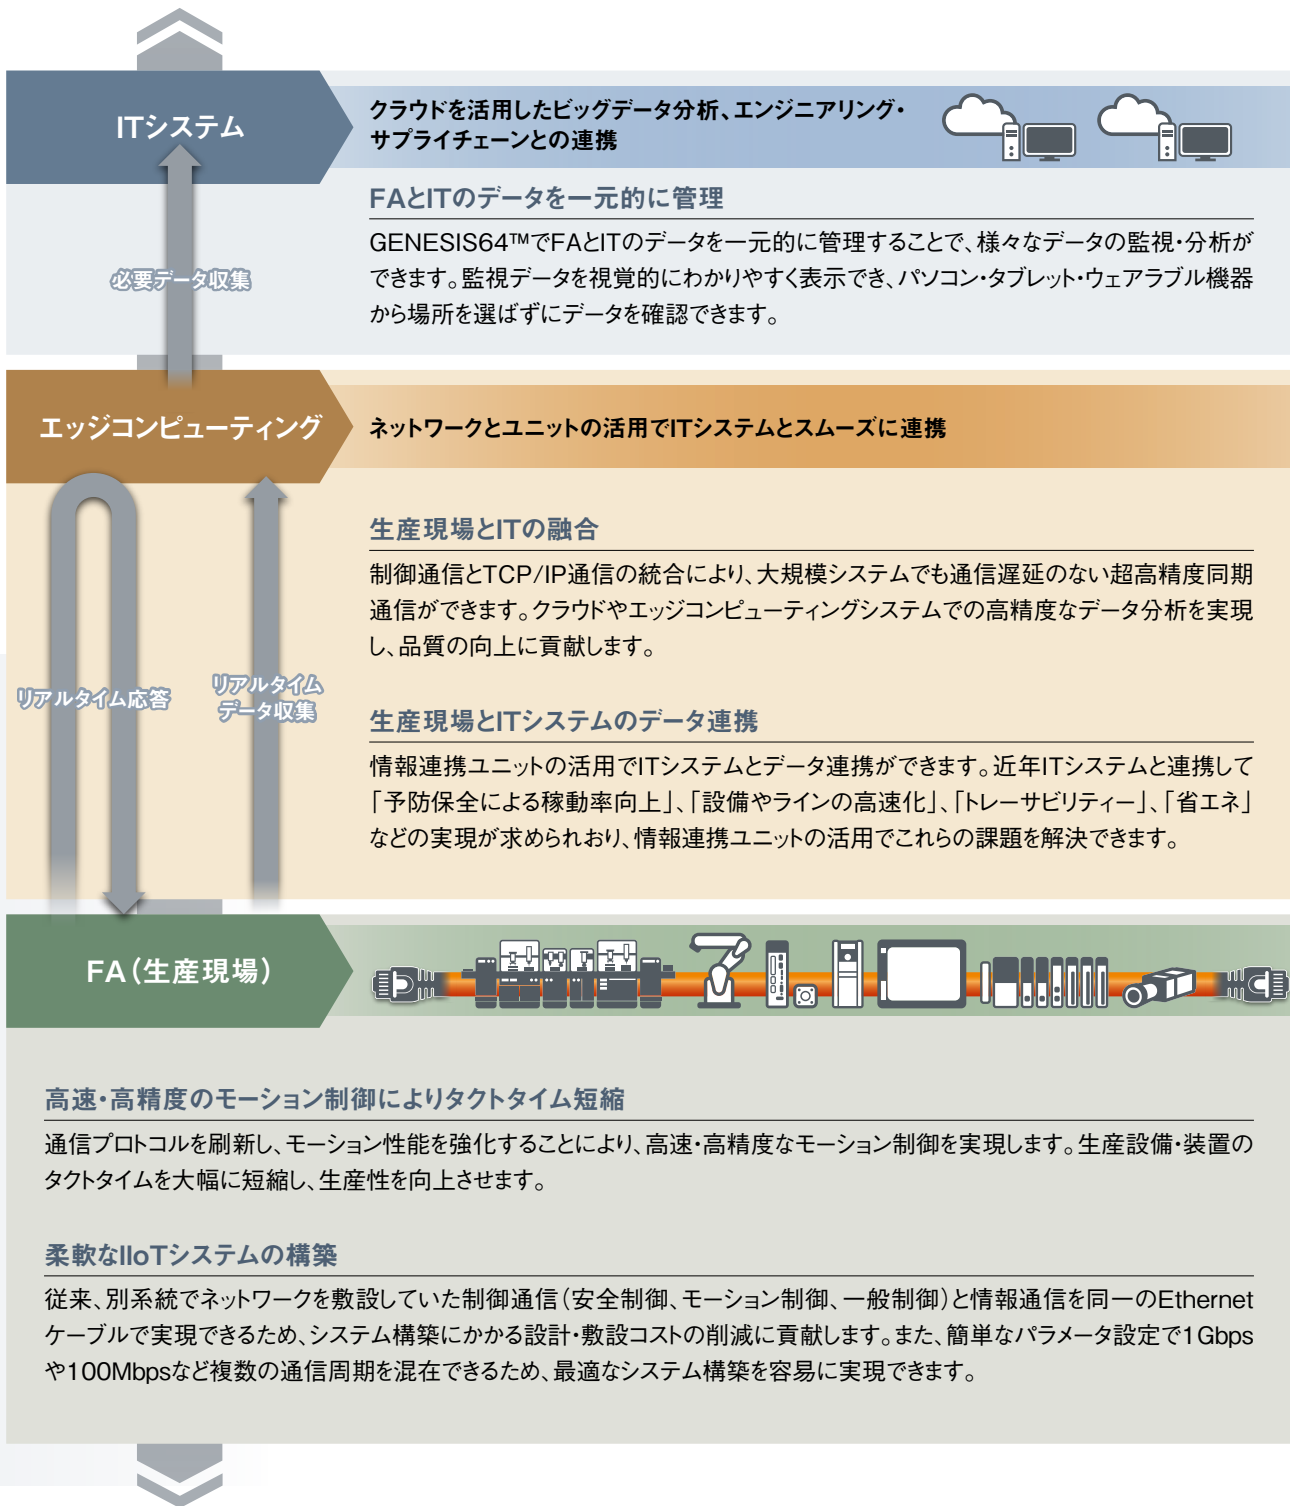 ITシステム
クラウドを活用したビッグデータ分析、エンジニアリング・
サプライチェーンとの連携
FAとITのデータを一元的に管理
GENESIS64™でFAとITのデータを一元的に管理することで、様々なデータの監視・分析が
できます。監視データを視覚的にわかりやすく表示でき、パソコン・タブレット・ウェアラブル機器
から場所を選ばずにデータを確認できます。
必要データ収集
エッジコンピューティング
ネットワークとユニットの活用でITシステムとスムーズに連携
生産現場とITの融合
制御通信とTCP/IP通信の統合により、大規模システムでも通信遅延のない超高精度同期
通信ができます。クラウドやエッジコンピューティングシステムでの高精度なデータ分析を実現
し、品質の向上に貢献します。
リアルタイム応答
リアルタイム
データ収集
生産現場とITシステムのデータ連携
情報連携ユニットの活用でITシステムとデータ連携ができます。近年ITシステムと連携して
「予防保全による稼動率向上」、「設備やラインの高速化」、「トレーサビリティー」、「省エネ」
などの実現が求められおり、情報連携ユニットの活用でこれらの課題を解決できます。
FA（生産現場）
高速・高精度のモーション制御によりタクトタイム短縮
通信プロトコルを刷新し、モーション性能を強化することにより、高速・高精度なモーション制御を実現します。生産設備・装置の
タクトタイムを大幅に短縮し、生産性を向上させます。
柔軟なIIoTシステムの構築
従来、別系統でネットワークを敷設していた制御通信（安全制御、モーション制御、一般制御）と情報通信を同一のEthernet
ケーブルで実現できるため、システム構築にかかる設計・敷設コストの削減に貢献します。また、簡単なパラメータ設定で1Gbps
や100Mbpsなど複数の通信周期を混在できるため、最適なシステム構築を容易に実現できます。